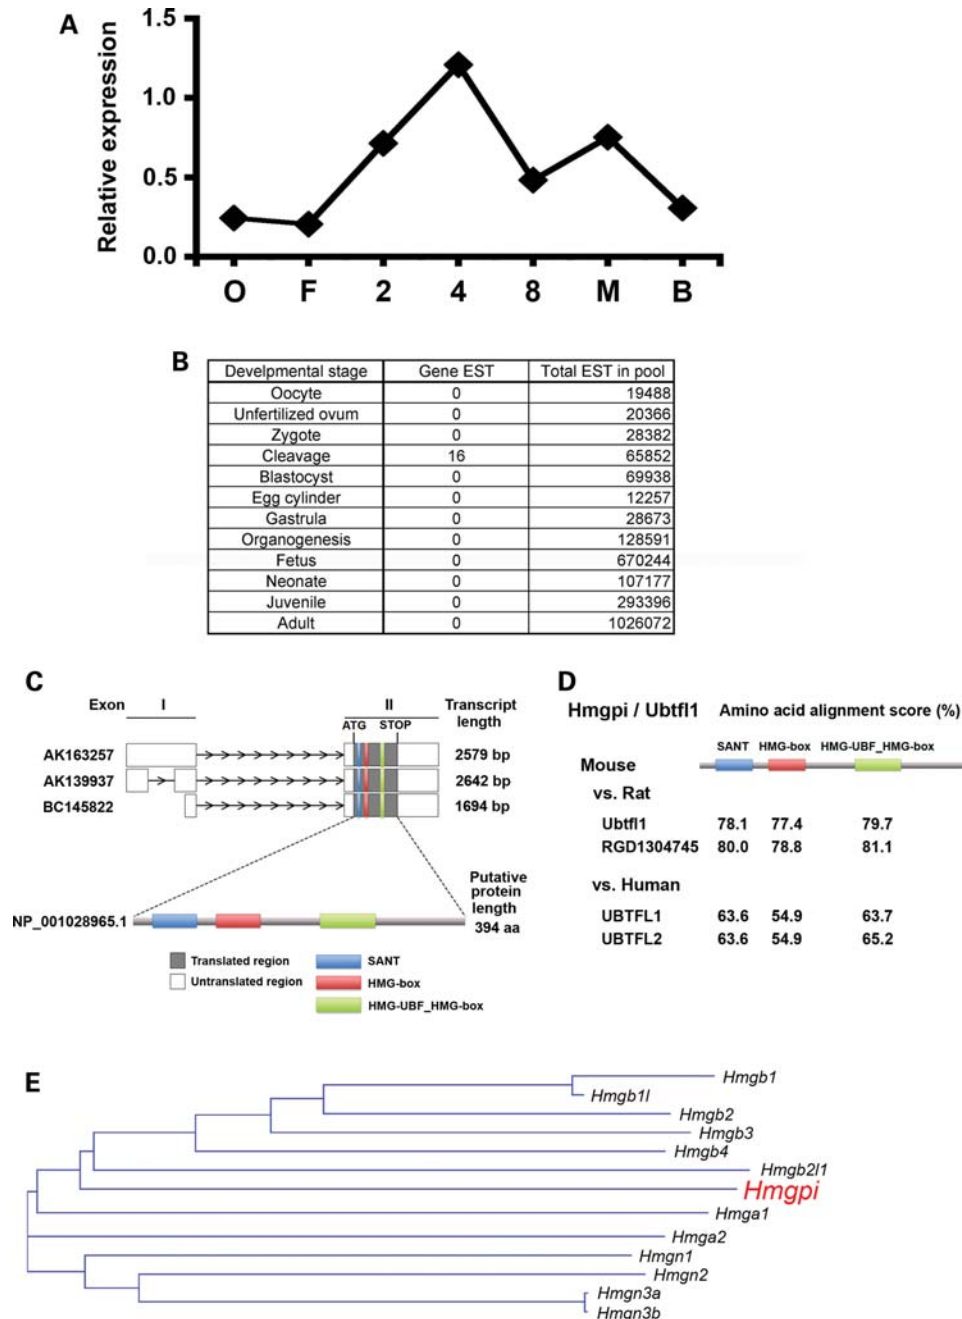 A
Relative expression
1.5
1.0
0.5
0.0
O F 2 4 8 M B
B
Develpmental stage Gene EST Total EST in pool
Oocyte 0 19488
Unfertilized ovum 0 20366
Zygote 0 28382
Cleavage 16 65852
Blastocyst 0 69938
Egg cylinder 0 12257
Gastrula 0 28673
Organogenesis 0 128591
Fetus 0 670244
Neonate 0 107177
Juvenile 0 293396
Adult 0 1026072
C
Exon I II Transcript length
ATG STOP
AK163257 2579 bp
AK139937 2642 bp
BC145822 1694 bp
Putative protein length
NP_001028965.1 394 aa
Translated region
Untranslated region
SANT
HMG-box
HMG-UBF_HMG-box
D
Hmgpi / Ubtfl1 Amino acid alignment score (%)
SANT HMG-box HMG-UBF_HMG-box
Mouse
vs. Rat
Ubtfl1 78.1 77.4 79.7
RGD1304745 80.0 78.8 81.1
vs. Human
UBTFL1 63.6 54.9 63.7
UBTFL2 63.6 54.9 65.2
E
Hmgb1
Hmgb1l
Hmgb2
Hmgb3
Hmgb4
Hmgb2l1
Hmgpi
Hmga1
Hmga2
Hmgn1
Hmgn2
Hmgn3a
Hmgn3b